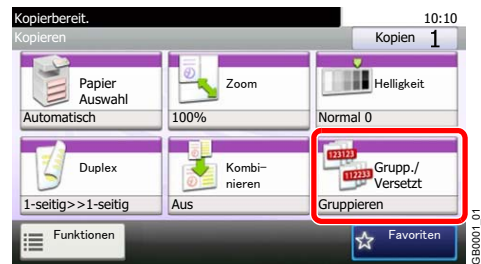 Kopierbereit.
10:10
Kopieren
Kopien 1
Papier
Auswahl
Automatisch
Zoom
100%
Helligkeit
Normal 0
Duplex
1-seitig>>1-seitig
Kombi-
nieren
Aus
123123
112233
Grupp./
Versetzt
Gruppieren
Funktionen
Favoriten
GB0001_01